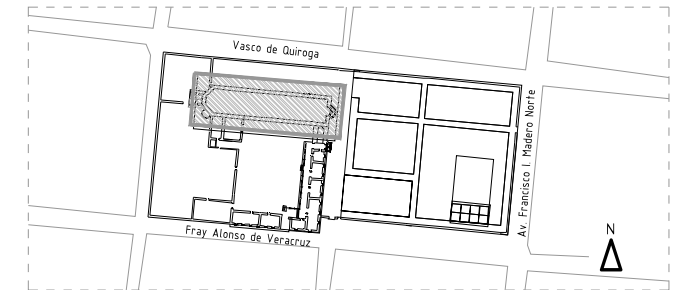 Vasco de Quiroga
Av. Francisco I. Madero Norte
Fray Alonso de Veracruz
N